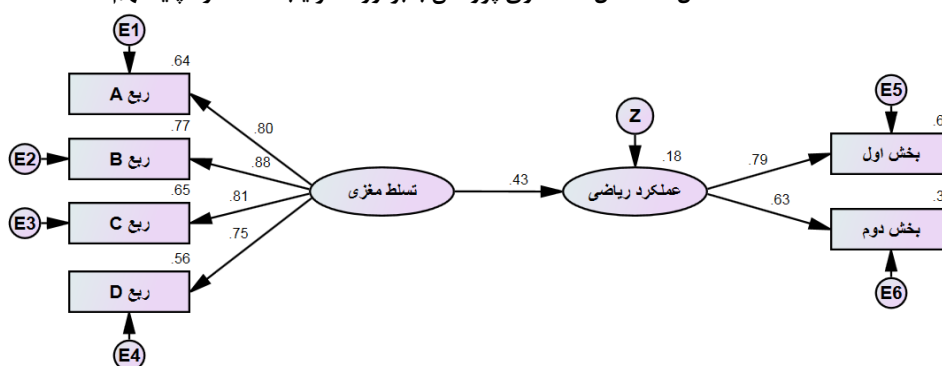 E1
.64
ربع A
.80
E2
.77
ربع B
.88
E3
.65
ربع C
.81
.56
ربع D
.75
E4
تسلط مغزی
.43
Z
.18
عملکرد ریاضی
.79
.63
E5
بخش اول
بخش دوم
E6